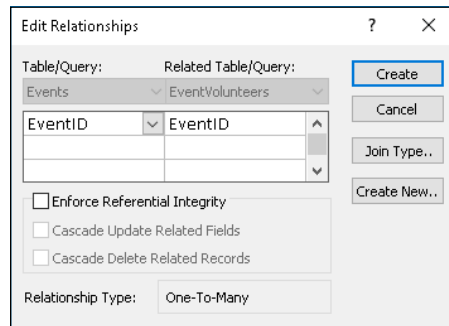 Edit Relationships ?
Table/Query: Related Table/Query:
Events EventVolunteers
EventID EventID
Enforce Referential Integrity
Cascade Update Related Fields
Cascade Delete Related Records
Relationship Type: One-To-Many
Create
Cancel
Join Type..
Create New..